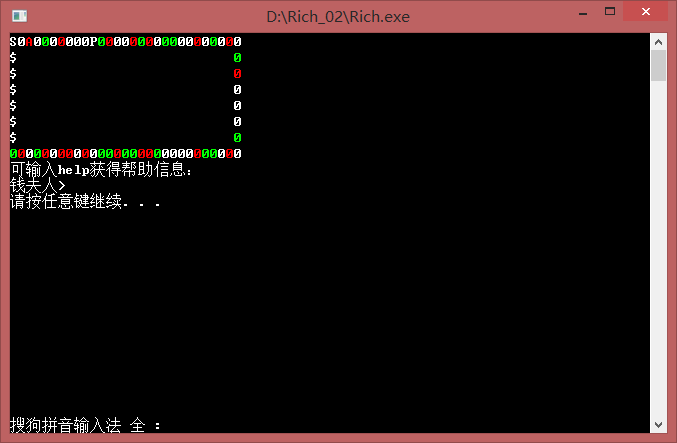 D:\Rich_02\Rich.exe
S0A0000000P000000000000000000
$ 0
$ 0
$ 0
$ 0
$ 0
$ 0
00000000000000000000000000000
可输入help获得帮助信息:
钱夫人>
请按任意键继续. . .
搜狗拼音输入法 全 :